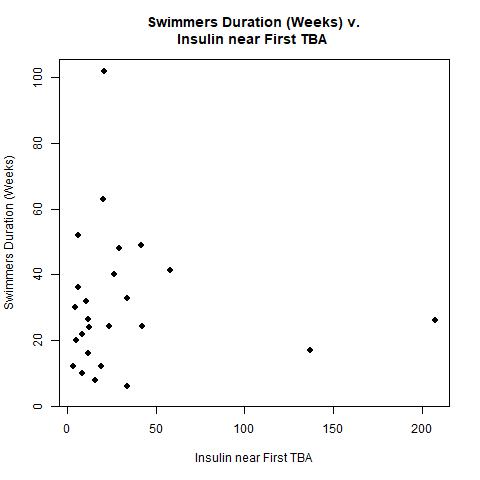 Swimmers Duration (Weeks) v.
Insulin near First TBA
Swimmers Duration (Weeks)
100
80
60
40
20
0
0 50 100 150 200
Insulin near First TBA